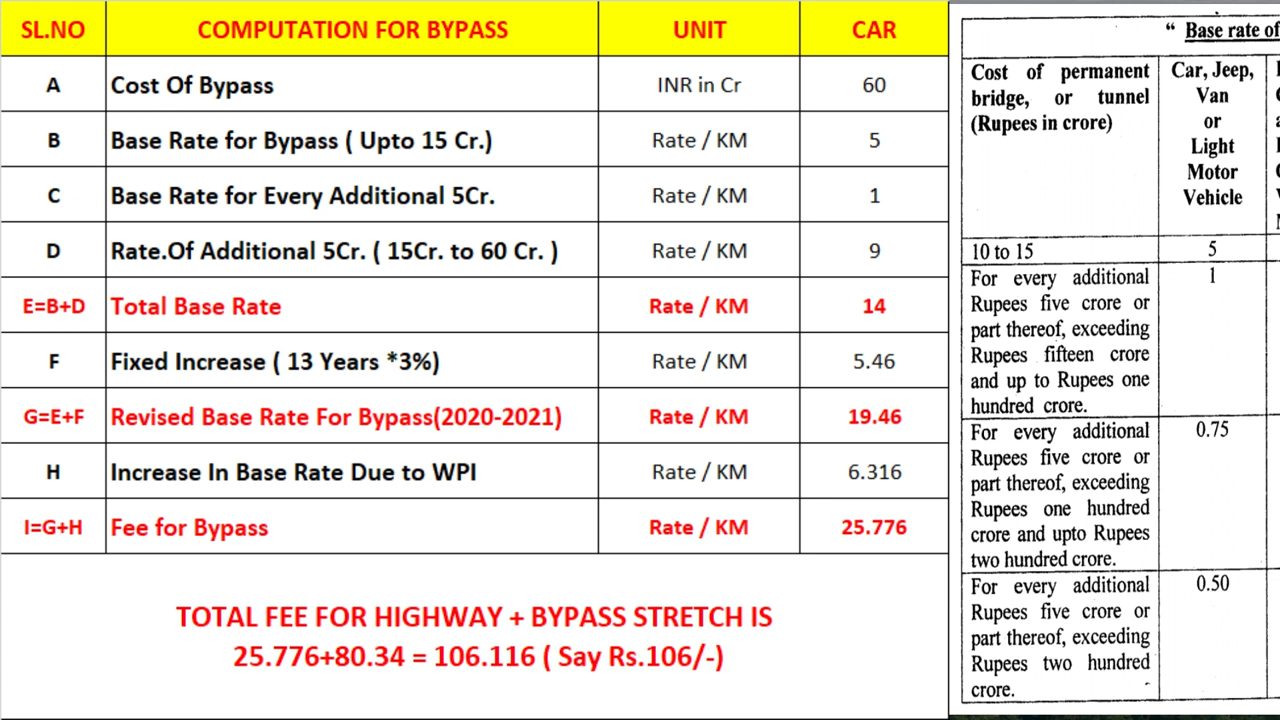 SL.NO COMPUTATION FOR BYPASS UNIT CAR
A Cost Of Bypass INR in Cr 60
B Base Rate for Bypass ( Upto 15 Cr.) Rate / KM 5
C Base Rate for Every Additional 5Cr. Rate / KM 1
D Rate.Of Additional 5Cr. ( 15Cr. to 60 Cr. ) Rate / KM 9
E=B+D Total Base Rate Rate / KM 14
F Fixed Increase ( 13 Years *3%) Rate / KM 5.46
G=E+F Revised Base Rate For Bypass(2020-2021) Rate / KM 19.46
H Increase In Base Rate Due to WPI Rate / KM 6.316
I=G+H Fee for Bypass Rate / KM 25.776
TOTAL FEE FOR HIGHWAY + BYPASS STRETCH IS
25.776+80.34 = 106.116 ( Say Rs.106/-)
“ Base rate of
Cost of permanent
bridge, or tunnel
(Rupees in crore)
Car, Jeep,
Van
or
Light
Motor
Vehicle
10 to 15 5
For every additional 1
Rupees five crore or
part thereof, exceeding
Rupees fifteen crore
and up to Rupees one
hundred crore.
For every additional 0.75
Rupees five crore or
part thereof, exceeding
Rupees one hundred
crore and upto Rupees
two hundred crore.
For every additional 0.50
Rupees five crore or
part thereof, exceeding
Rupees two hundred
crore.